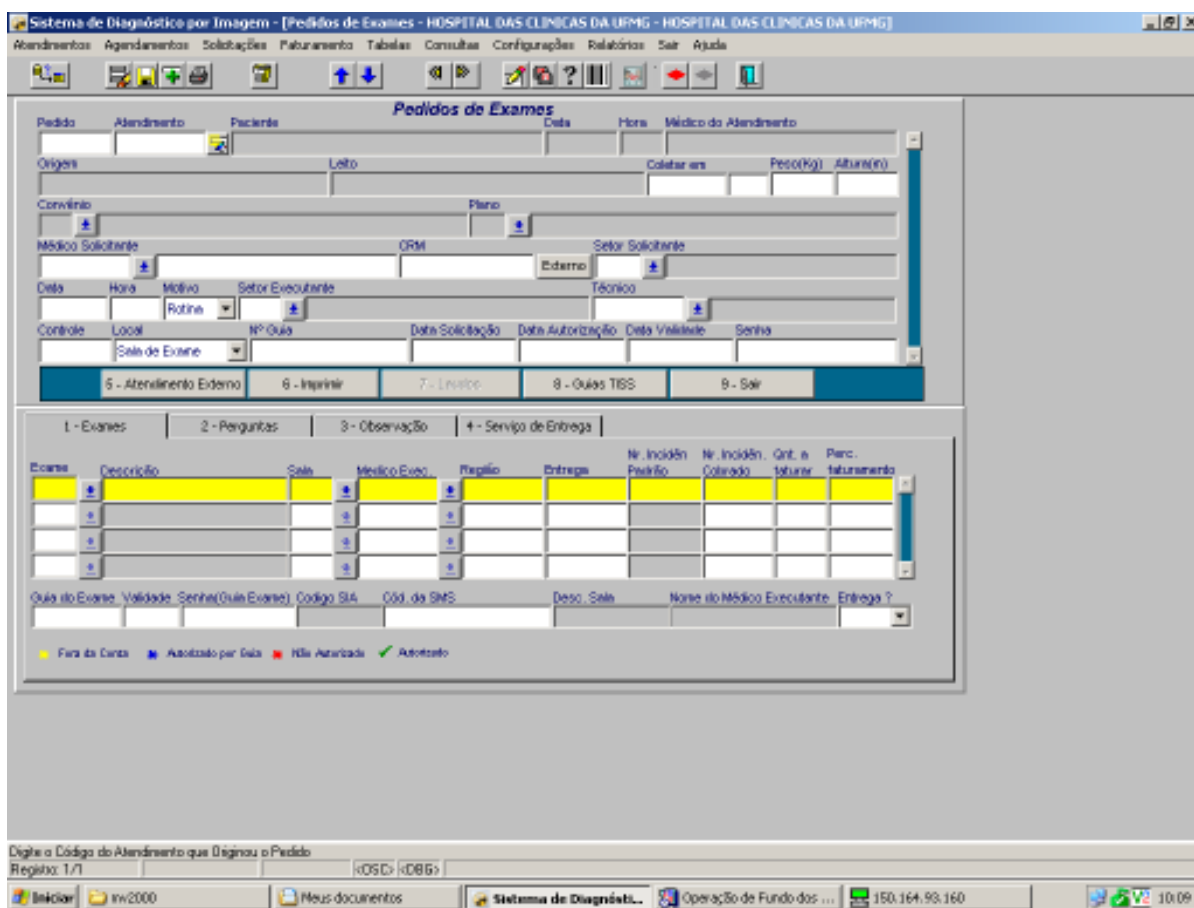 Sistema de Diagnóstico por Imagem - [Pedidos de Exames - HOSPITAL DAS CLINICAS DA UFMG - HOSPITAL DAS CLINICAS DA UFMG]
Atendimentos Agendamentos Solicitações Faturamento Tabelas Consultas Configurações Relatórios Sair Ajuda
Pedidos de Exames
Pedido Atendimento Paciente Data Hora Médico do Atendimento
Origem Leito Coletar em Peso(Kg) Altura(m)
Convênio Plano
Médico Solicitante CRM Setor Solicitante
Externo
Data Hora Motivo Setor Executante Técnico
Rotina
Controle Local Nº Guia Data Solicitação Data Autorização Data Validade Senha
Sala de Exame
5 - Atendimento Externo 6 - Imprimir 7 - Laudos 8 - Guias TISS 9 - Sair
1 - Exames 2 - Perguntas 3 - Observação 4 - Serviço de Entrega
Nr. Incidên Nr. Incidên. Qnt. a Perc.
Exame Descrição Sala Medico Exec. Região Entrega Padrão Cobrado faturar faturamento
Guia do Exame Validade Senha(Guia Exame) Codigo SIA Cód. da SMS Desc. Sala Nome do Médico Executante Entrega ?
Fora da Conta Autorizado por Guia Não Autorizado Autorizado
Digite o Código do Atendimento que Originou o Pedido
Registro: 1/1 <OSC> <DBG>
Iniciar mv2000 Meus documentos Sistema de Diagnósti... Operação de Fundo dos ... 150.164.93.160 10:09